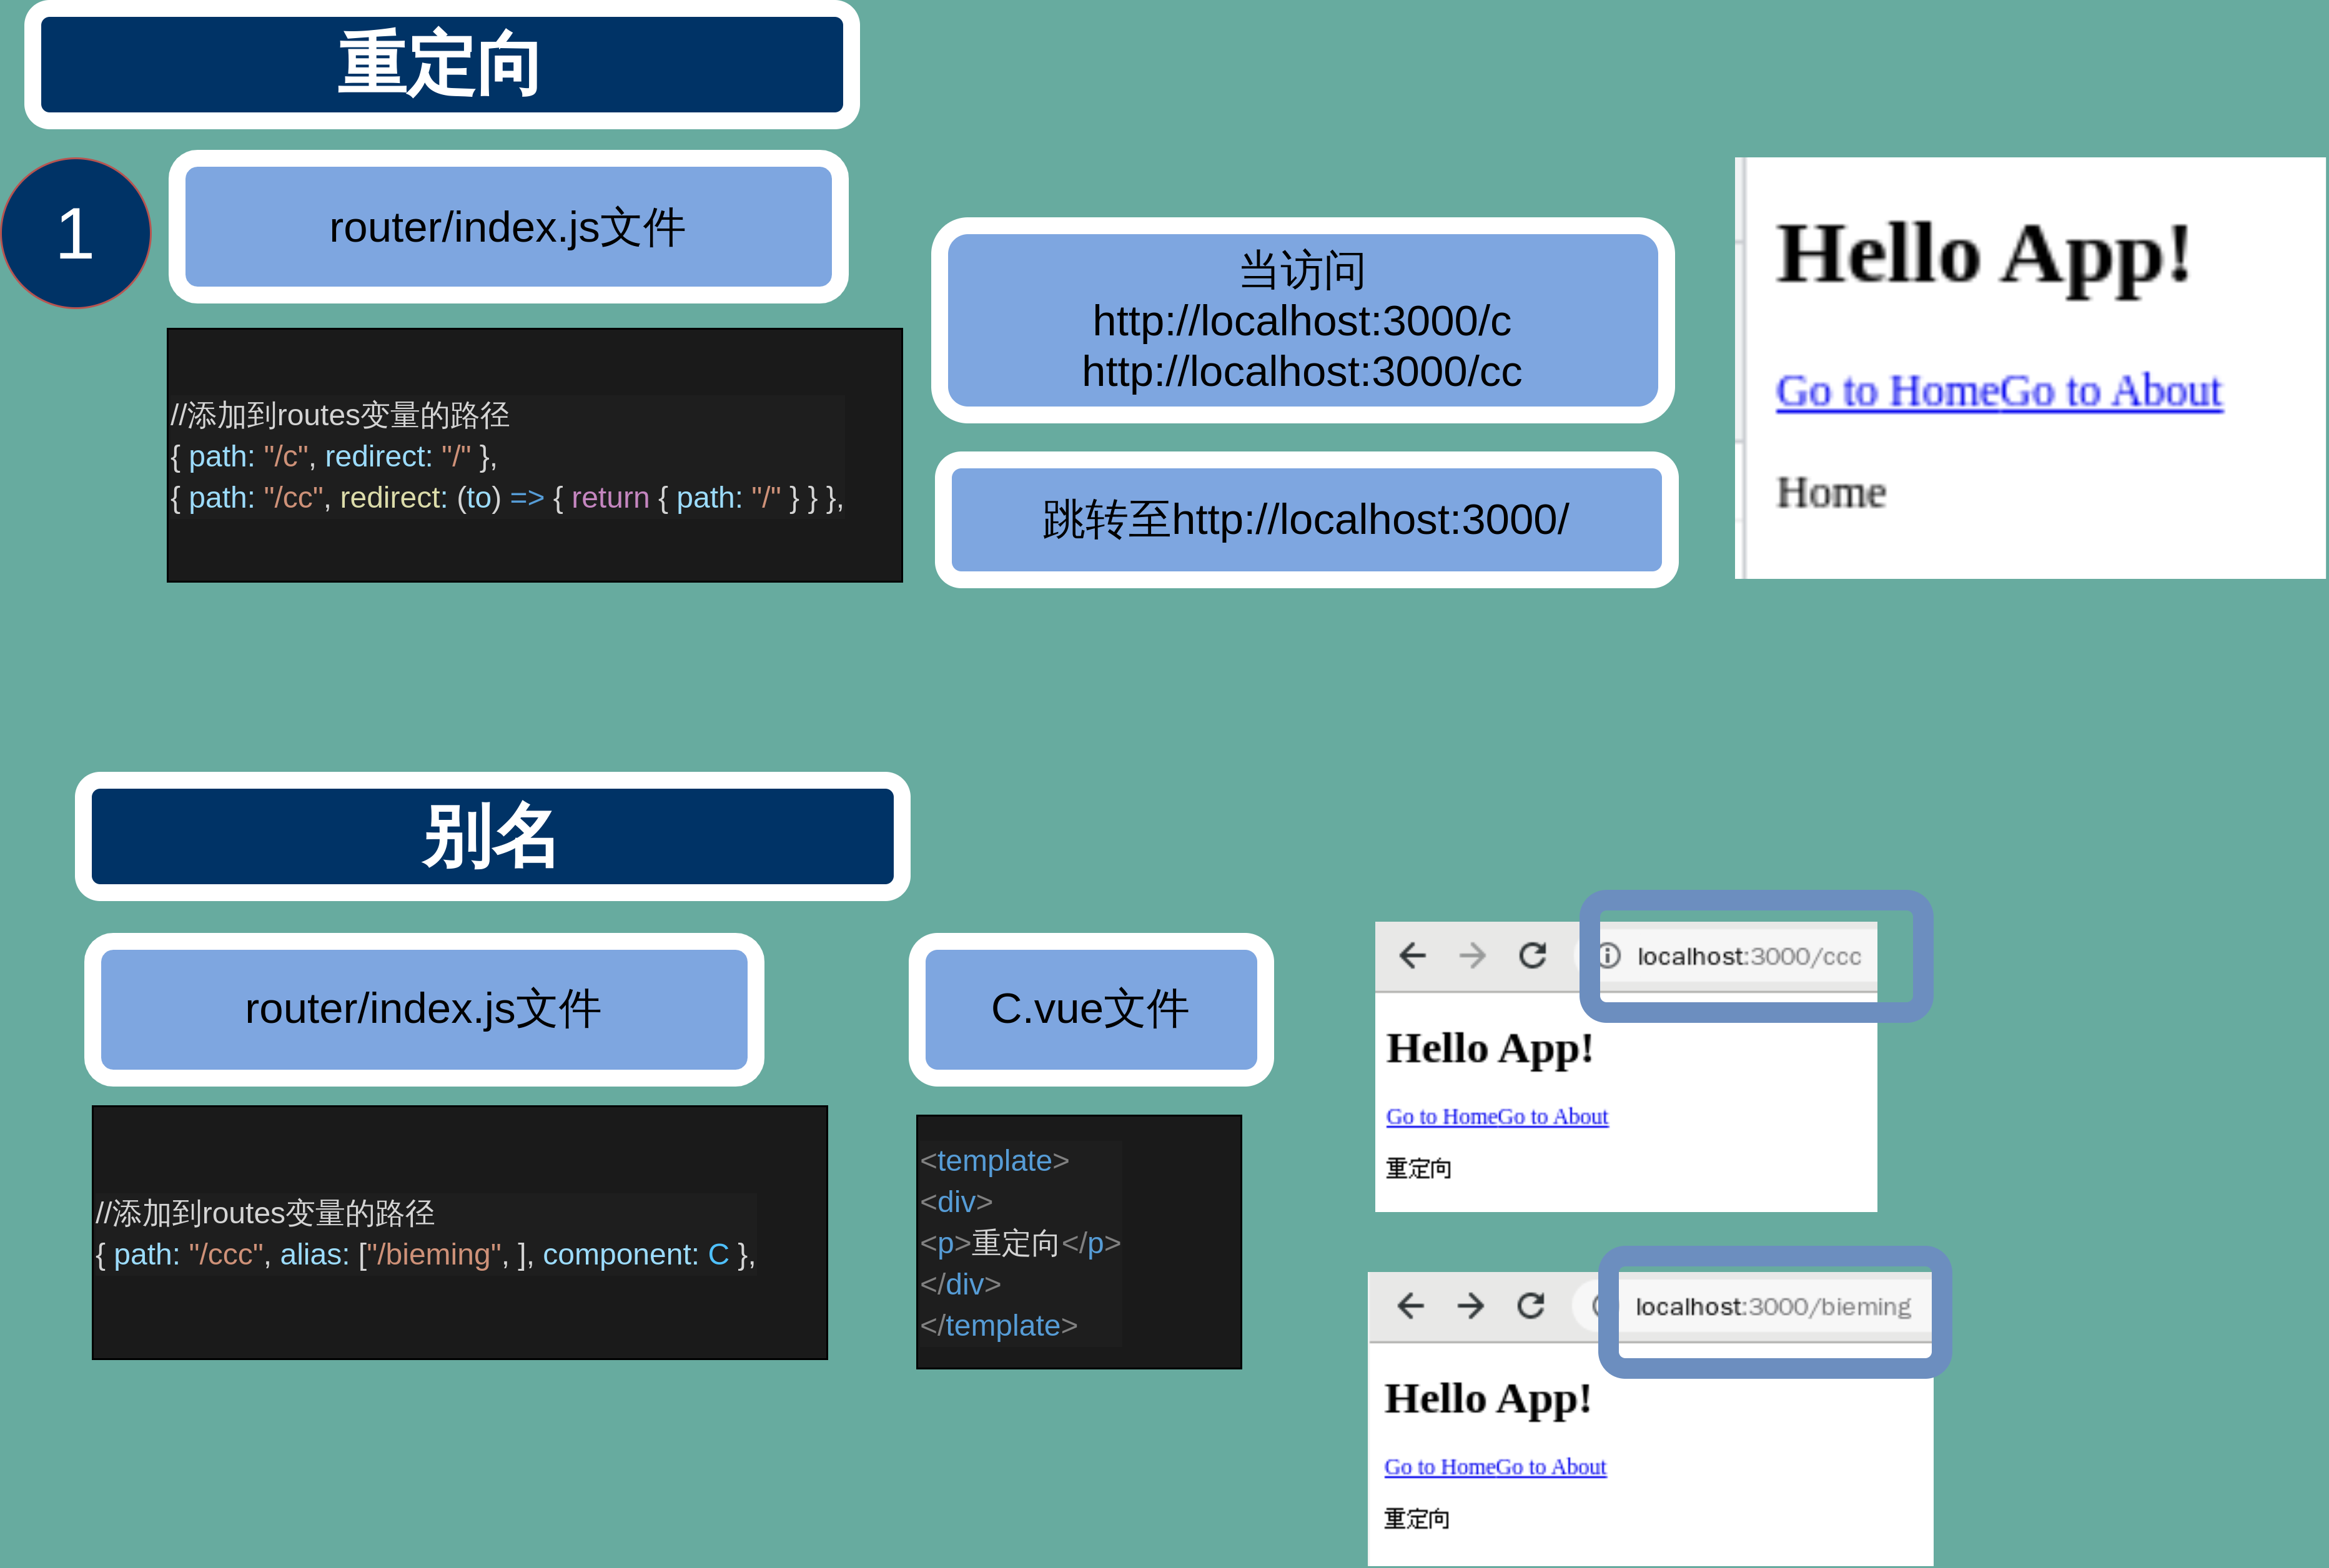 重定向
1
router/index.js文件
//添加到routes变量的路径
{ path: "/c", redirect: "/" },
{ path: "/cc", redirect: (to) => { return { path: "/" } } },
当访问
http://localhost:3000/c
http://localhost:3000/cc
跳转至http://localhost:3000/
Hello App!
Go to HomeGo to About
Home
别名
router/index.js文件
//添加到routes变量的路径
{ path: "/ccc", alias: ["/bieming", ], component: C },
C.vue文件
<template>
<div>
<p>重定向</p>
</div>
</template>
localhost:3000/ccc
Hello App!
Go to HomeGo to About
重定向
localhost:3000/bieming
Hello App!
Go to HomeGo to About
重定向